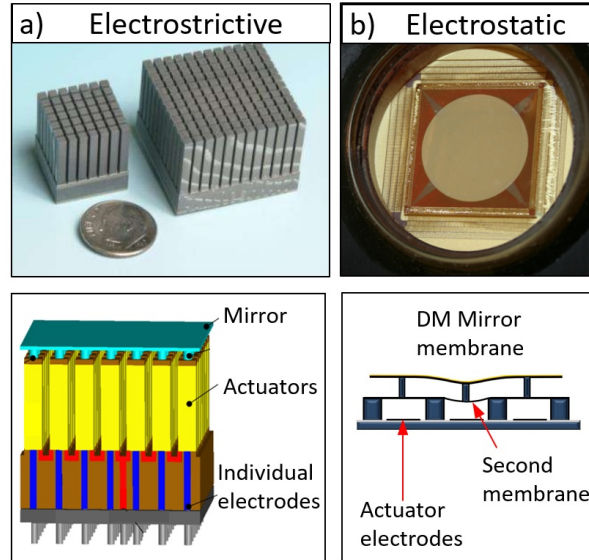 a) Electrostrictive
b) Electrostatic
Mirror
Actuators
Individual
electrodes
DM Mirror
membrane
Second
membrane
Actuator
electrodes